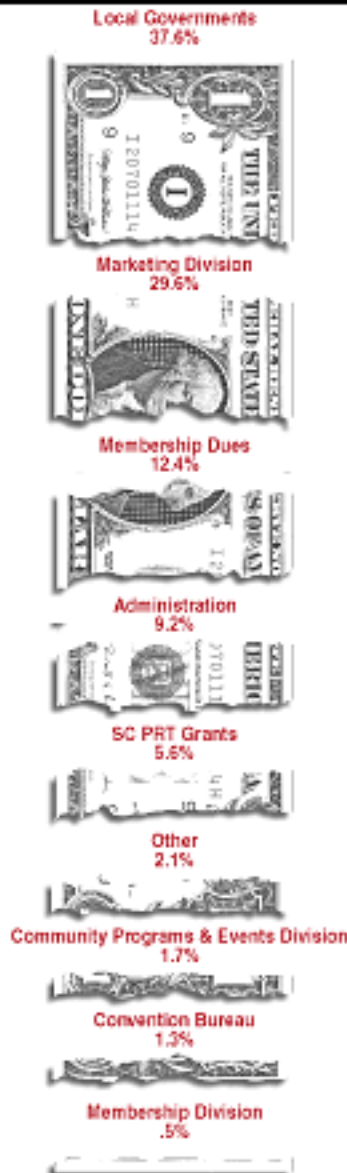 Local Governments
37.6%
Marketing Division
29.6%
Membership Dues
12.4%
Administration
9.2%
SC PRT Grants
5.6%
Other
2.1%
Community Programs & Events Division
1.7%
Convention Bureau
1.3%
Membership Division
.5%